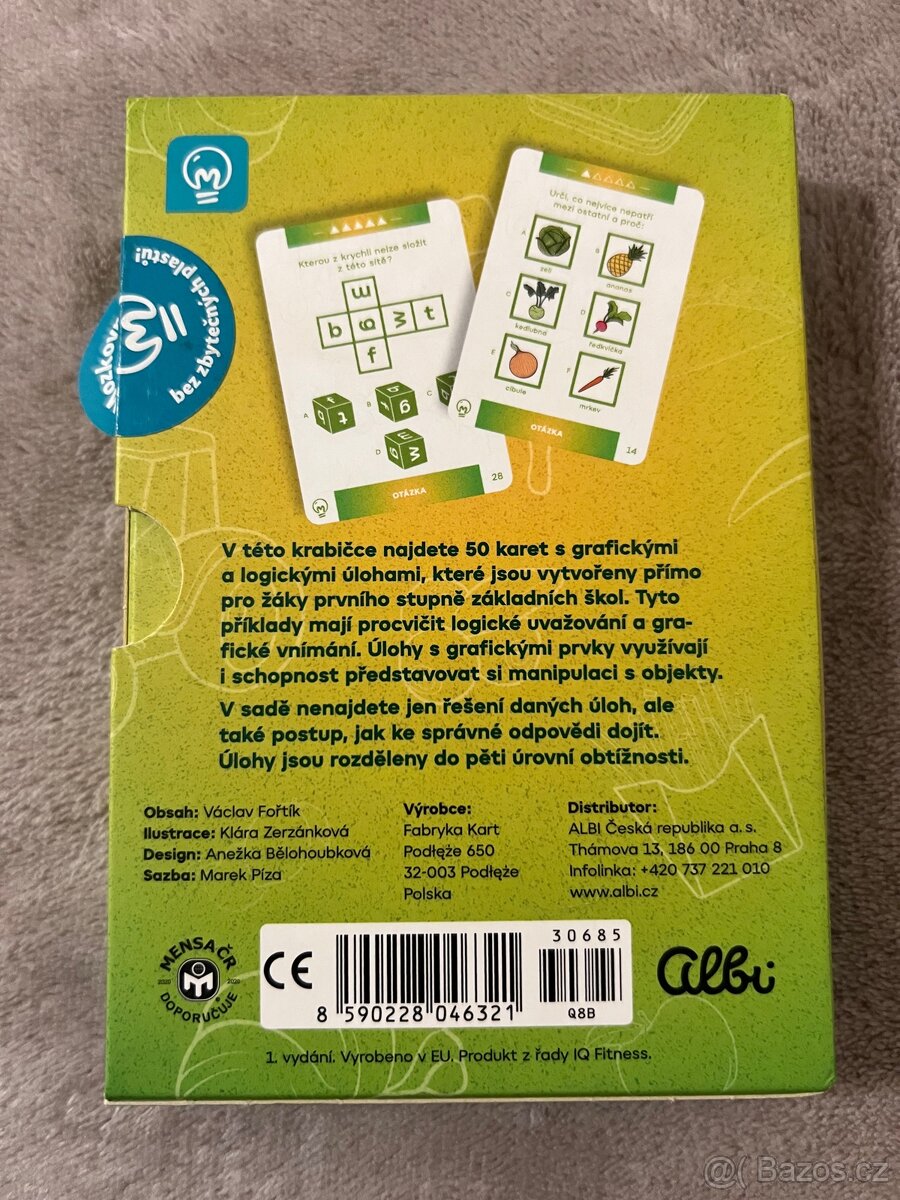 Mozkovna
bez zbytečných plastů!
Kterou z krychlí nelze složit
z této sítě?
w
b a w t
f
A
B
C
D
OTÁZKA
28
Urči, co nejvíce nepatří
mezi ostatní a proč:
A
zelí
B
ananas
C
kedlubna
D
ředkvička
E
cibule
F
mrkev
OTÁZKA
14
V této krabičce najdete 50 karet s grafickými
a logickými úlohami, které jsou vytvořeny přímo
pro žáky prvního stupně základních škol. Tyto
příklady mají procvičit logické uvažování a gra-
fické vnímání. Úlohy s grafickými prvky využívají
i schopnost představovat si manipulaci s objekty.
V sadě nenajdete jen řešení daných úloh, ale
také postup, jak ke správné odpovědi dojít.
Úlohy jsou rozděleny do pěti úrovní obtížnosti.
Obsah: Václav Fořtík
Ilustrace: Klára Zerzánková
Design: Anežka Bělohoubková
Sazba: Marek Píza
Výrobce:
Fabryka Kart
Podłęże 650
32-003 Podłęże
Polska
Distributor:
ALBI Česká republika a. s.
Thámova 13, 186 00 Praha 8
Infolinka: +420 737 221 010
www.albi.cz
MENSA ČR
2020 2020
DOPORUČUJE
CE
8 590228 046321
30685
Q8B
albi
1. vydání. Vyrobeno v EU. Produkt z řady IQ Fitness.
@( Bazos.cz